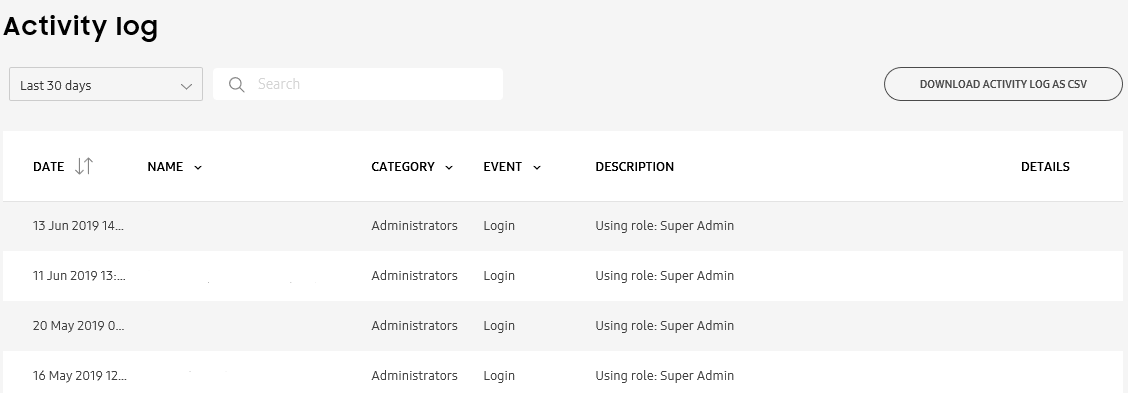 Activity log
Last 30 days Search DOWNLOAD ACTIVITY LOG AS CSV
DATE NAME CATEGORY EVENT DESCRIPTION DETAILS
13 Jun 2019 14... Administrators Login Using role: Super Admin
11 Jun 2019 13:... Administrators Login Using role: Super Admin
20 May 2019 0... Administrators Login Using role: Super Admin
16 May 2019 12... Administrators Login Using role: Super Admin